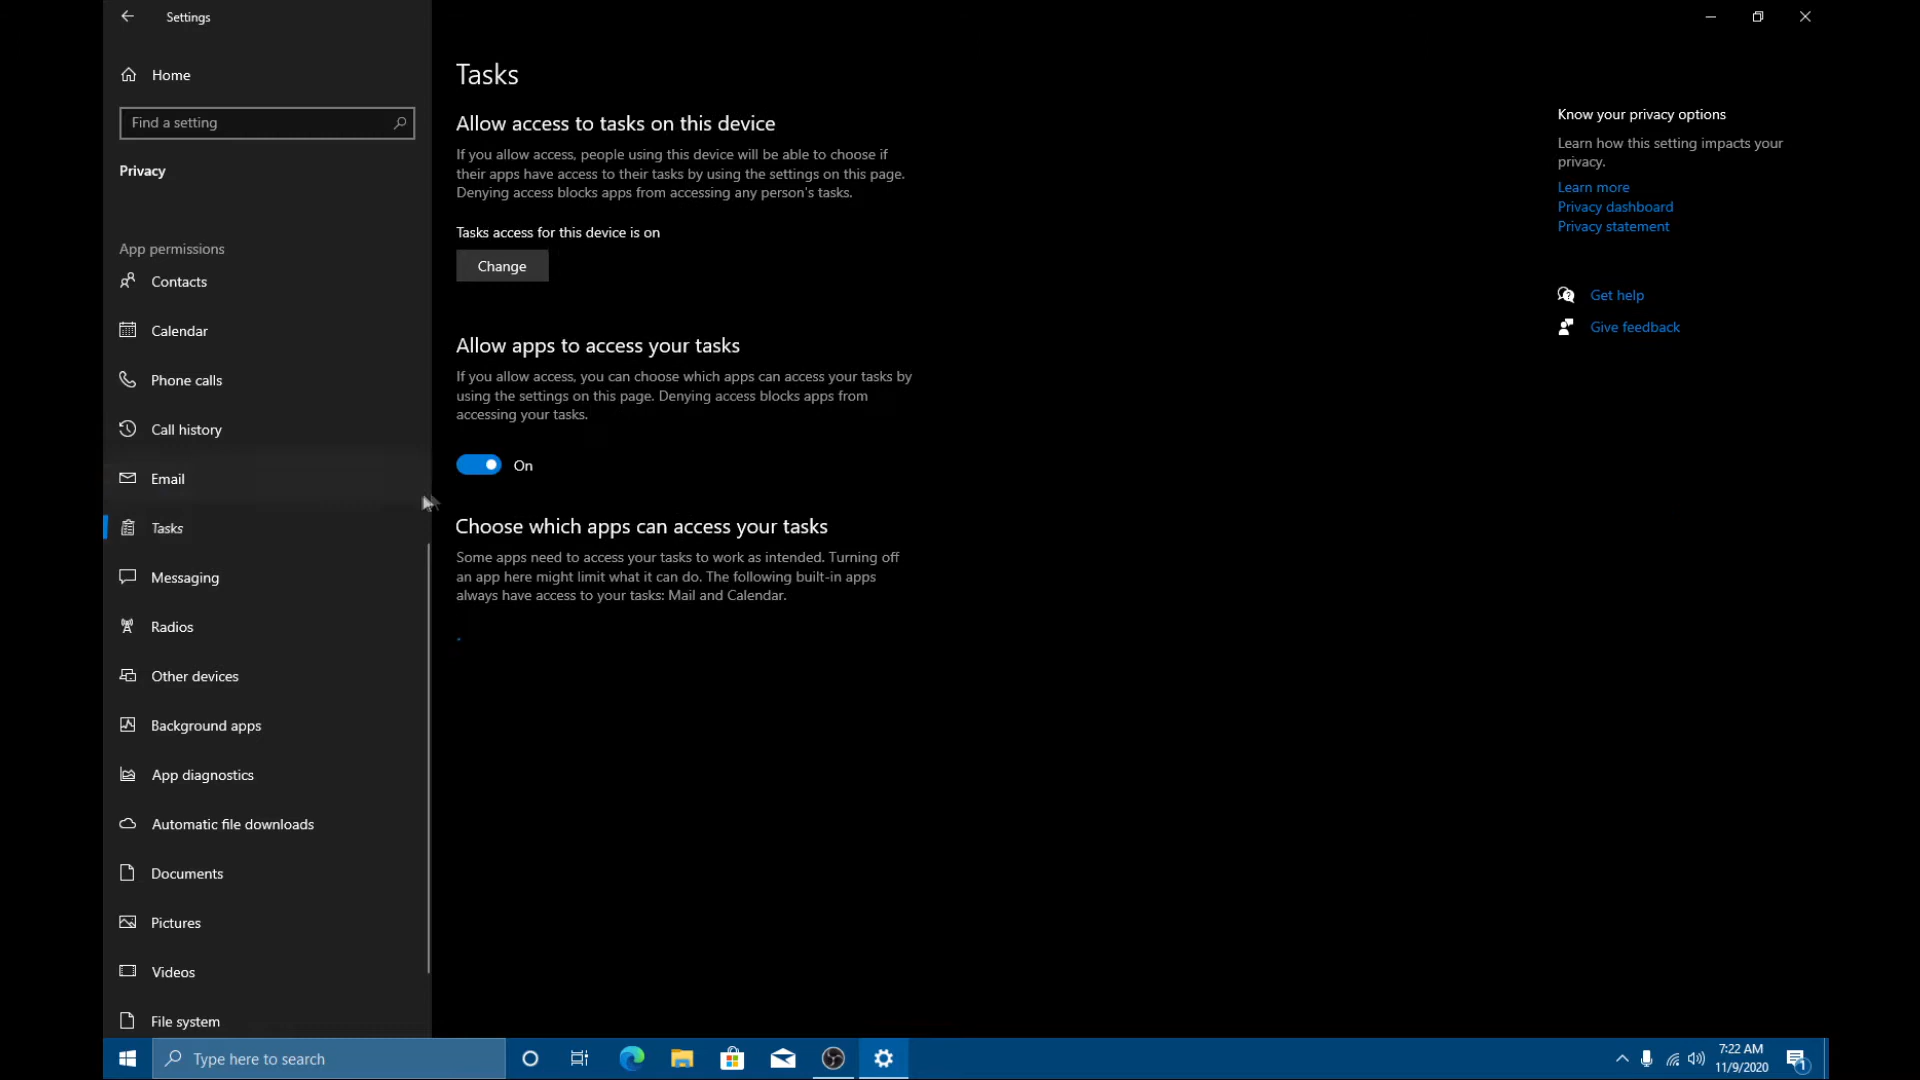 Settings
Home
Find a setting
Privacy
App permissions
Contacts
Calendar
Phone calls
Call history
Email
Tasks
Messaging
Radios
Other devices
Background apps
App diagnostics
Automatic file downloads
Documents
Pictures
Videos
File system
Tasks
Allow access to tasks on this device
If you allow access, people using this device will be able to choose if
their apps have access to their tasks by using the settings on this page.
Denying access blocks apps from accessing any person's tasks.
Tasks access for this device is on
Change
Allow apps to access your tasks
If you allow access, you can choose which apps can access your tasks by
using the settings on this page. Denying access blocks apps from
accessing your tasks.
On
Choose which apps can access your tasks
Some apps need to access your tasks to work as intended. Turning off
an app here might limit what it can do. The following built-in apps
always have access to your tasks: Mail and Calendar.
Know your privacy options
Learn how this setting impacts your
privacy.
Learn more
Privacy dashboard
Privacy statement
Get help
Give feedback
Type here to search
7:22 AM
11/9/2020
1